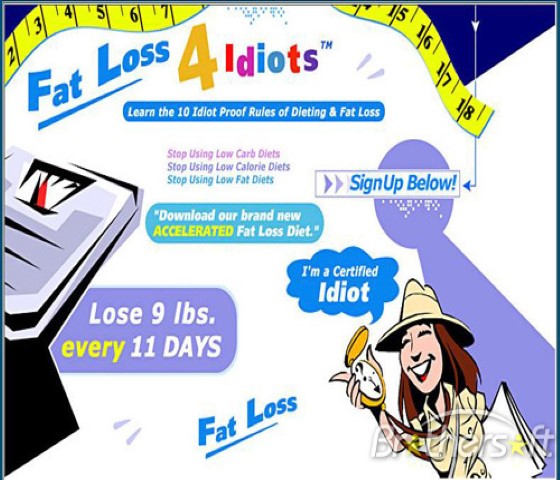 2 3 4 5
4 15 16 17 18
Fat Loss 4 Idiots™
Learn the 10 Idiot Proof Rules of Dieting & Fat Loss
Stop Using Low Carb Diets
Stop Using Low Calorie Diets
Stop Using Low Fat Diets
SignUp Below!
"Download our brand new
ACCELERATED Fat Loss Diet."
I'm a Certified
Idiot
Lose 9 lbs.
every 11 DAYS
Fat Loss
Brothersoft